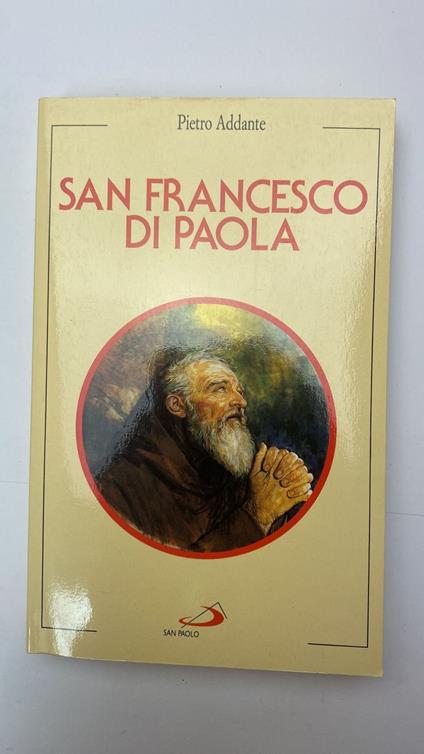 Pietro Addante
SAN FRANCESCO
DI PAOLA
SAN PAOLO